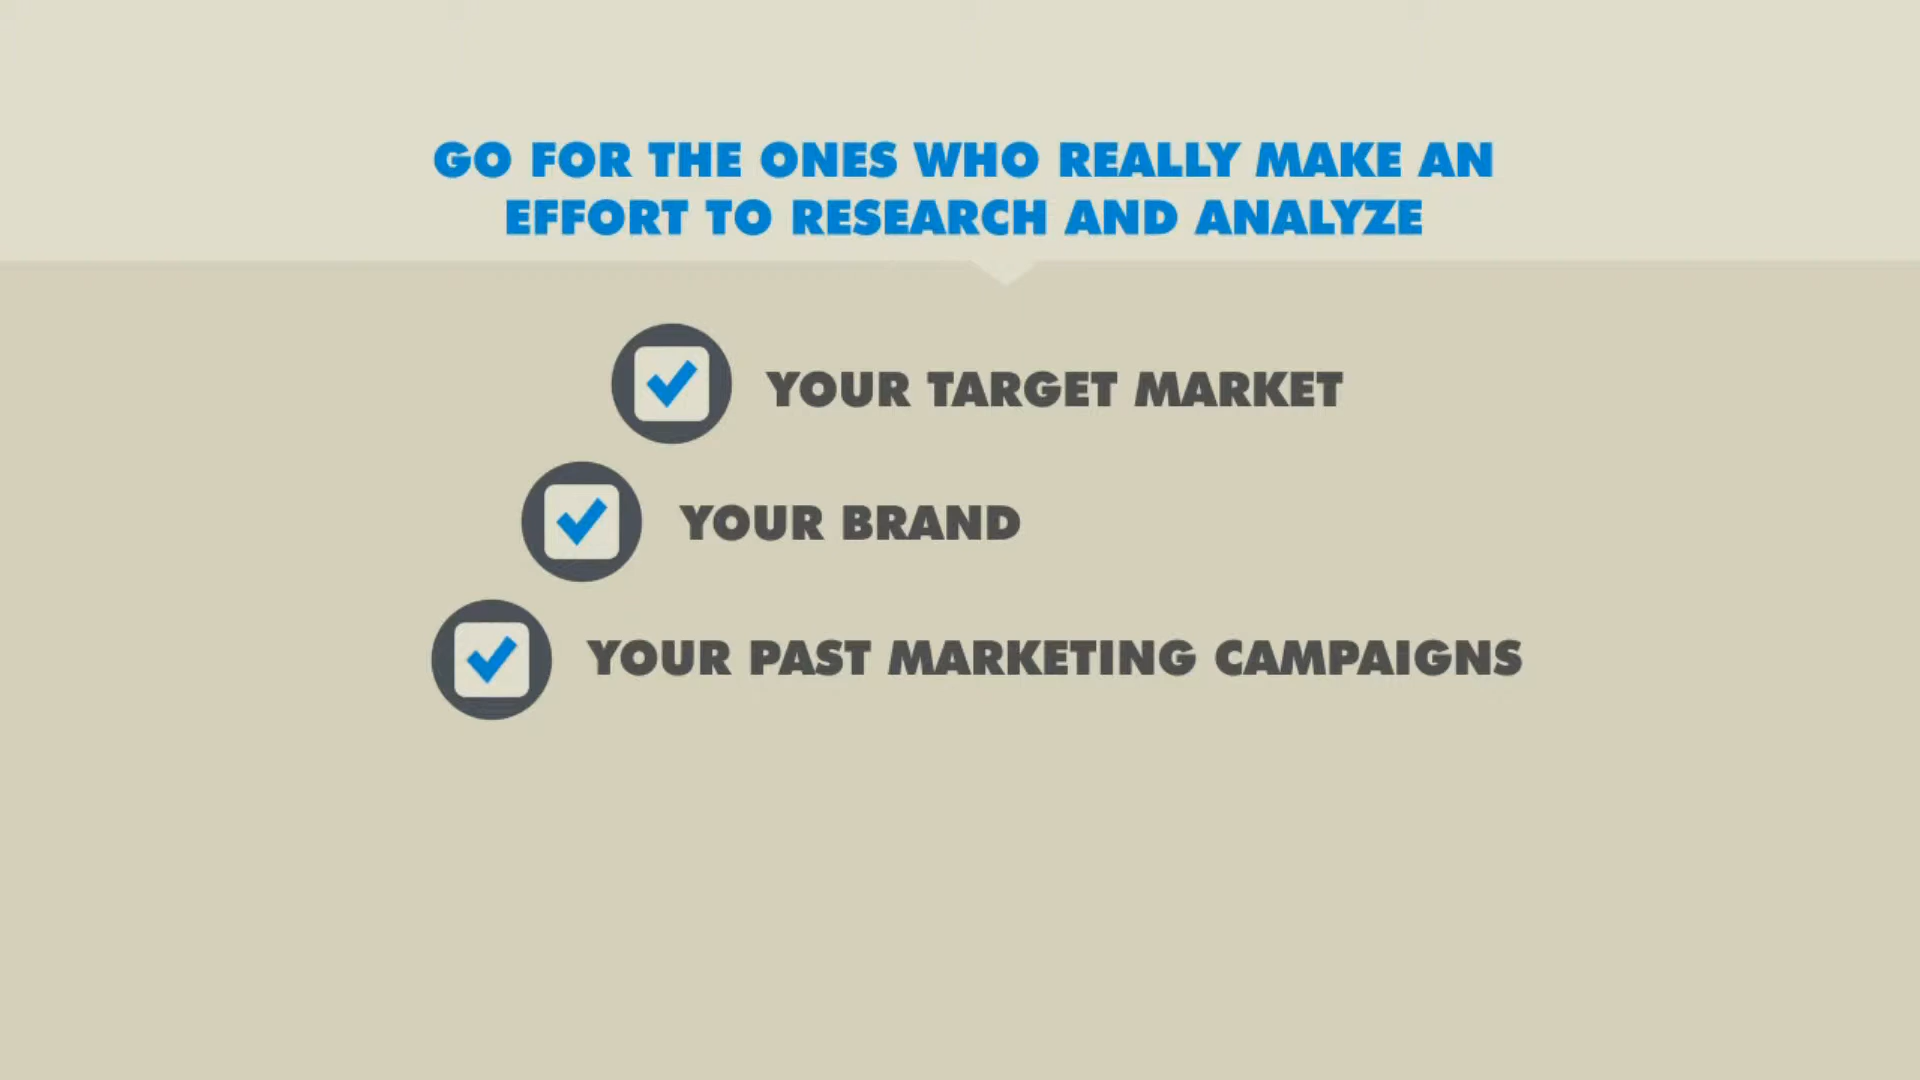 GO FOR THE ONES WHO REALLY MAKE AN
EFFORT TO RESEARCH AND ANALYZE
YOUR TARGET MARKET
YOUR BRAND
YOUR PAST MARKETING CAMPAIGNS